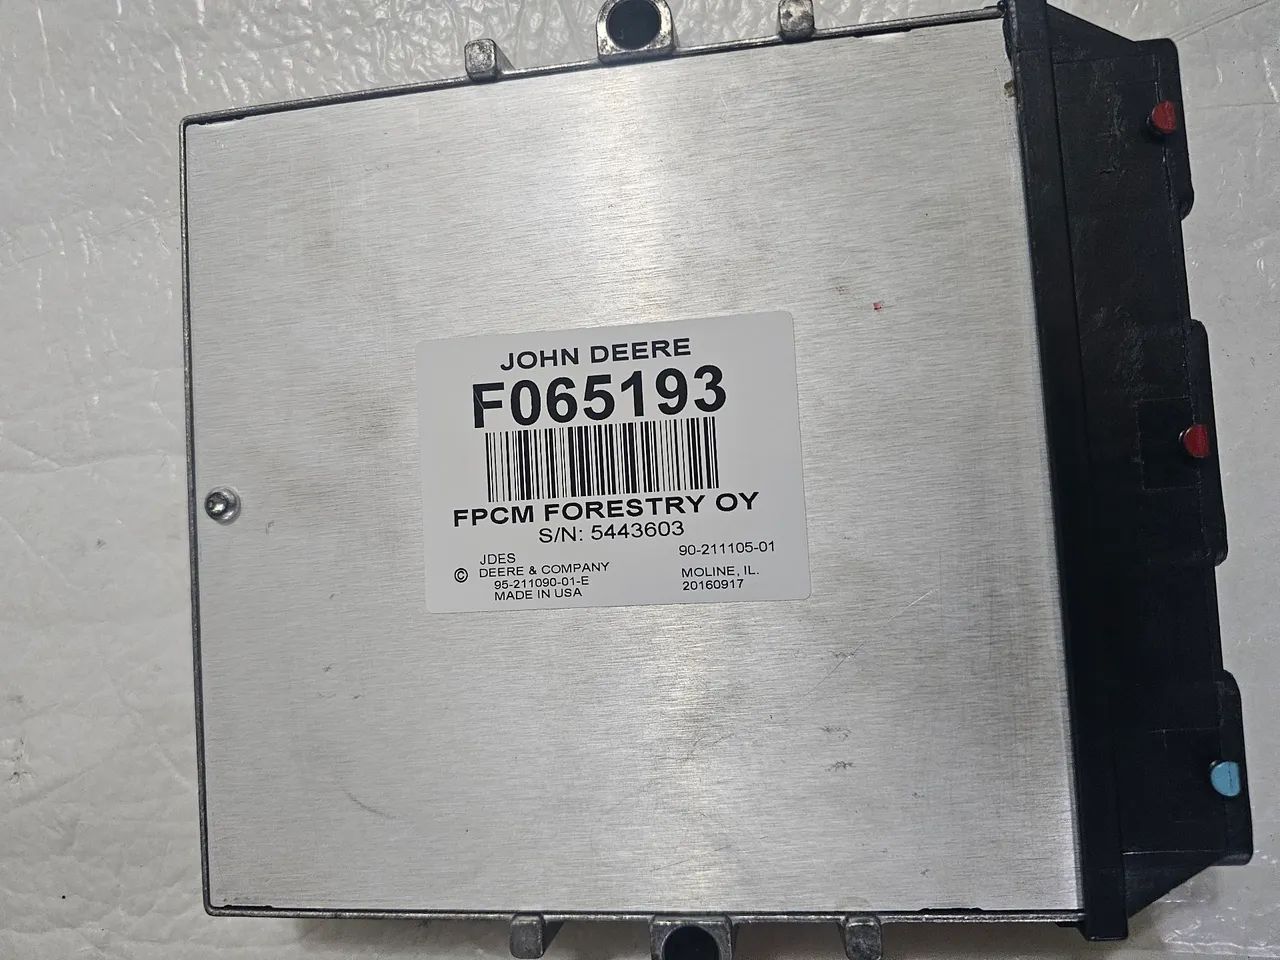 JOHN DEERE
F065193
FPCM FORESTRY OY
S/N: 5443603
JDES 90-211105-01
© DEERE & COMPANY MOLINE, IL.
95-211090-01-E 20160917
MADE IN USA